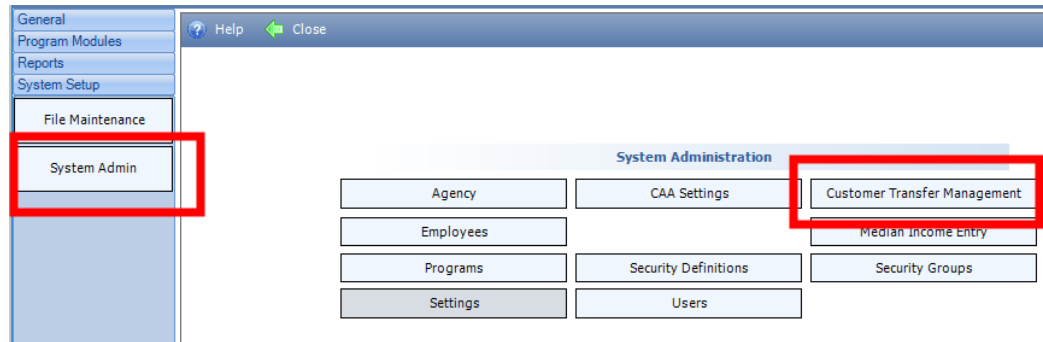 General
Program Modules
Reports
System Setup
File Maintenance
System Admin
Help Close
System Administration
Agency CAA Settings Customer Transfer Management
Employees Median Income Entry
Programs Security Definitions Security Groups
Settings Users